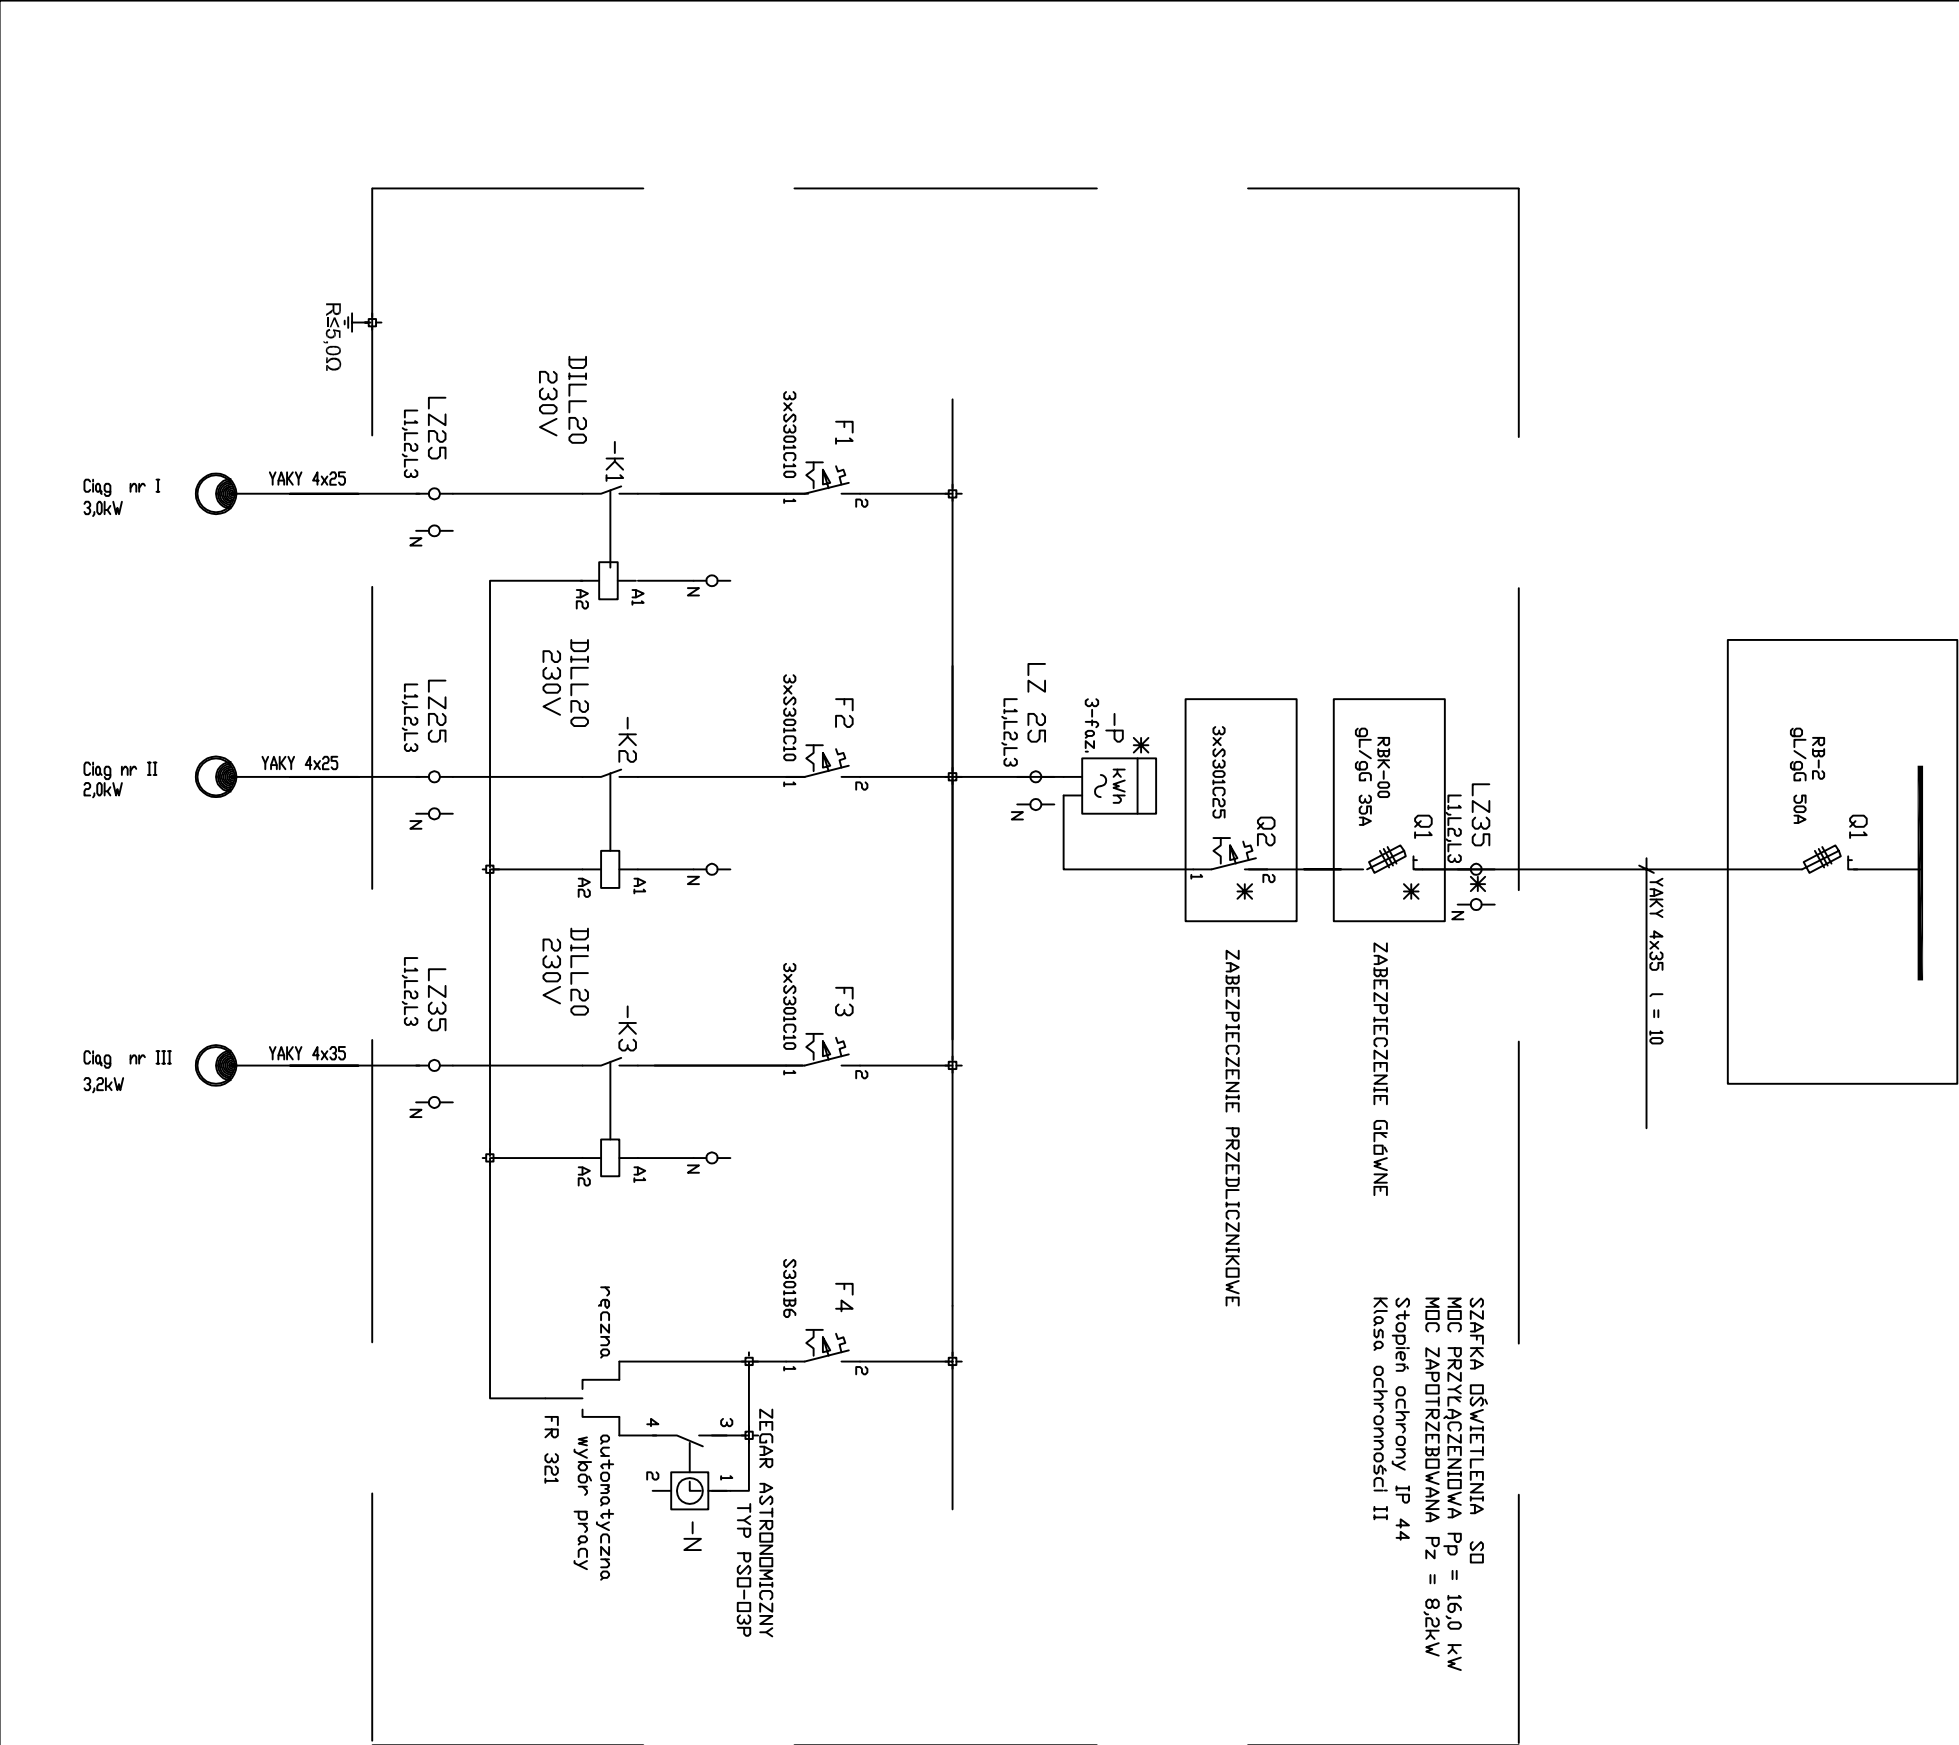 RB-2
gL/gG 50A
Q1
YAKY 4x35 l = 10
LZ35
L1,L2,L3
N
Q1
RBK-00
gL/gG 35A
ZABEZPIECZENIE GŁÓWNE
Q2
3xS301C25
1
2
ZABEZPIECZENIE PRZEDLICZNIKOWE
SZAFKA OŚWIETLENIA SO
MOC PRZYŁĄCZENIOWA Pp = 16,0 kW
MOC ZAPOTRZEBOWANA Pz = 8,2kW
Stopień ochrony IP 44
Klasa ochronności II
-P
3-faz.
kWh
LZ 25
L1,L2,L3
N
F1
3xS301C10
1
2
F2
3xS301C10
1
2
F3
3xS301C10
1
2
F4
S301B6
1
2
DILL20
230V
-K1
A1
A2
N
DILL20
230V
-K2
A1
A2
N
DILL20
230V
-K3
A1
A2
N
ZEGAR ASTRONOMICZNY
TYP PSO-03P
-N
3
4
1
2
ręczna
automatyczna
wybór pracy
FR 321
R≤5,0Ω
LZ25
L1,L2,L3
N
LZ25
L1,L2,L3
N
LZ35
L1,L2,L3
N
YAKY 4x25
Ciąg nr I
3,0kW
YAKY 4x25
Ciąg nr II
2,0kW
YAKY 4x35
Ciąg nr III
3,2kW